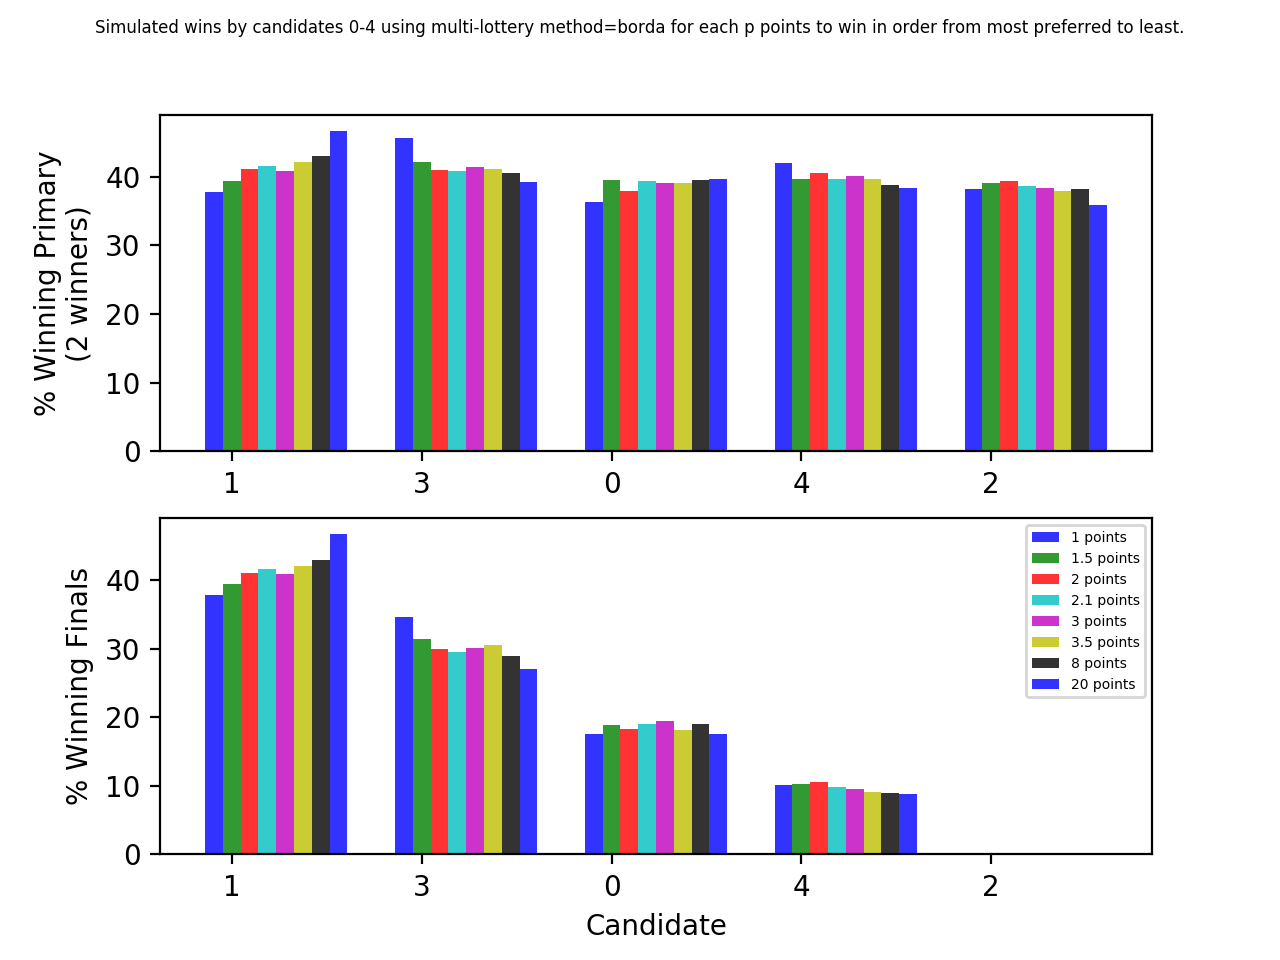 Simulated wins by candidates 0-4 using multi-lottery method=borda for each p points to win in order from most preferred to least.
% Winning Primary
(2 winners)
40
30
20
10
0
1 3 0 4 2
% Winning Finals
40
30
20
10
0
1 points
1.5 points
2 points
2.1 points
3 points
3.5 points
8 points
20 points
1 3 0 4 2
Candidate